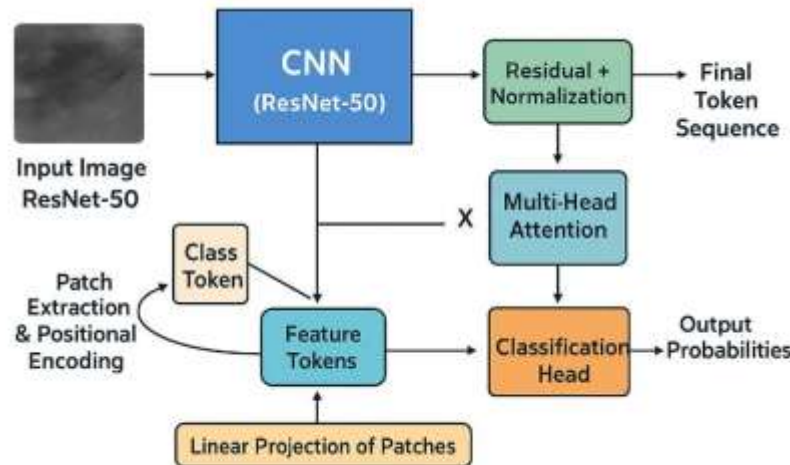 CNN
(ResNet-50)
Residual +
Normalization
Final
Token
Sequence
Input Image
ResNet-50
X
Multi-Head
Attention
Class
Token
Patch
Extraction
& Positional
Encoding
Feature
Tokens
Classification
Head
Output
Probabilities
Linear Projection of Patches